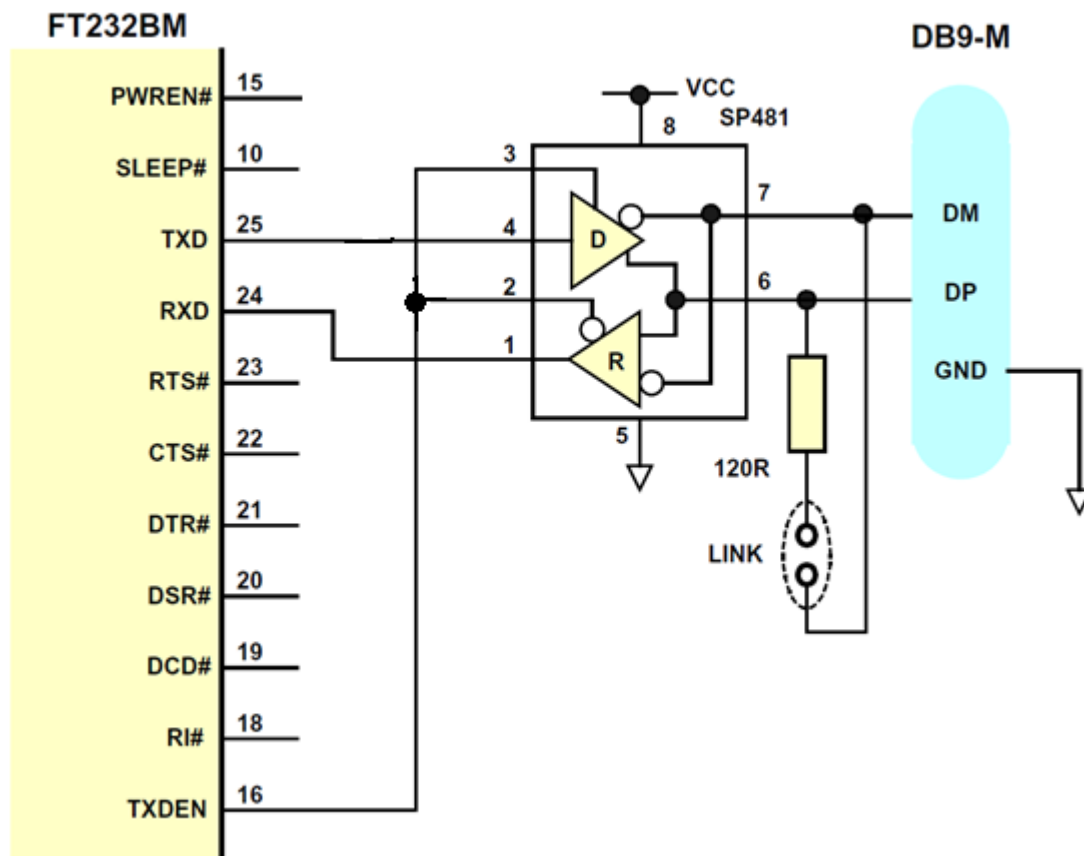 FT232BM
DB9-M
PWREN# 15
VCC
SP481
8
SLEEP# 10
3
7
TXD 25
4
D
DM
RXD 24
2
6
DP
1
R
RTS# 23
GND
5
CTS# 22
120R
DTR# 21
LINK
DSR# 20
DCD# 19
RI# 18
TXDEN 16